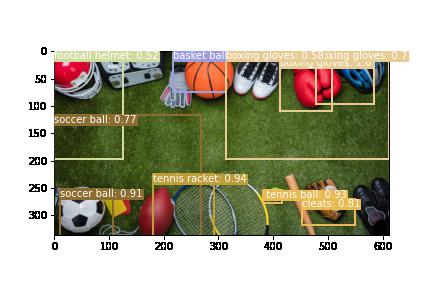 football helmet: 0.52
basket ball
boxing gloves: 0.58
xing gloves: 0.7
boxing gloves: 1.0
soccer ball: 0.77
tennis racket: 0.94
soccer ball: 0.91
tennis ball: 0.93
cleats: 0.81
0
50
100
150
200
250
300
0
100
200
300
400
500
600